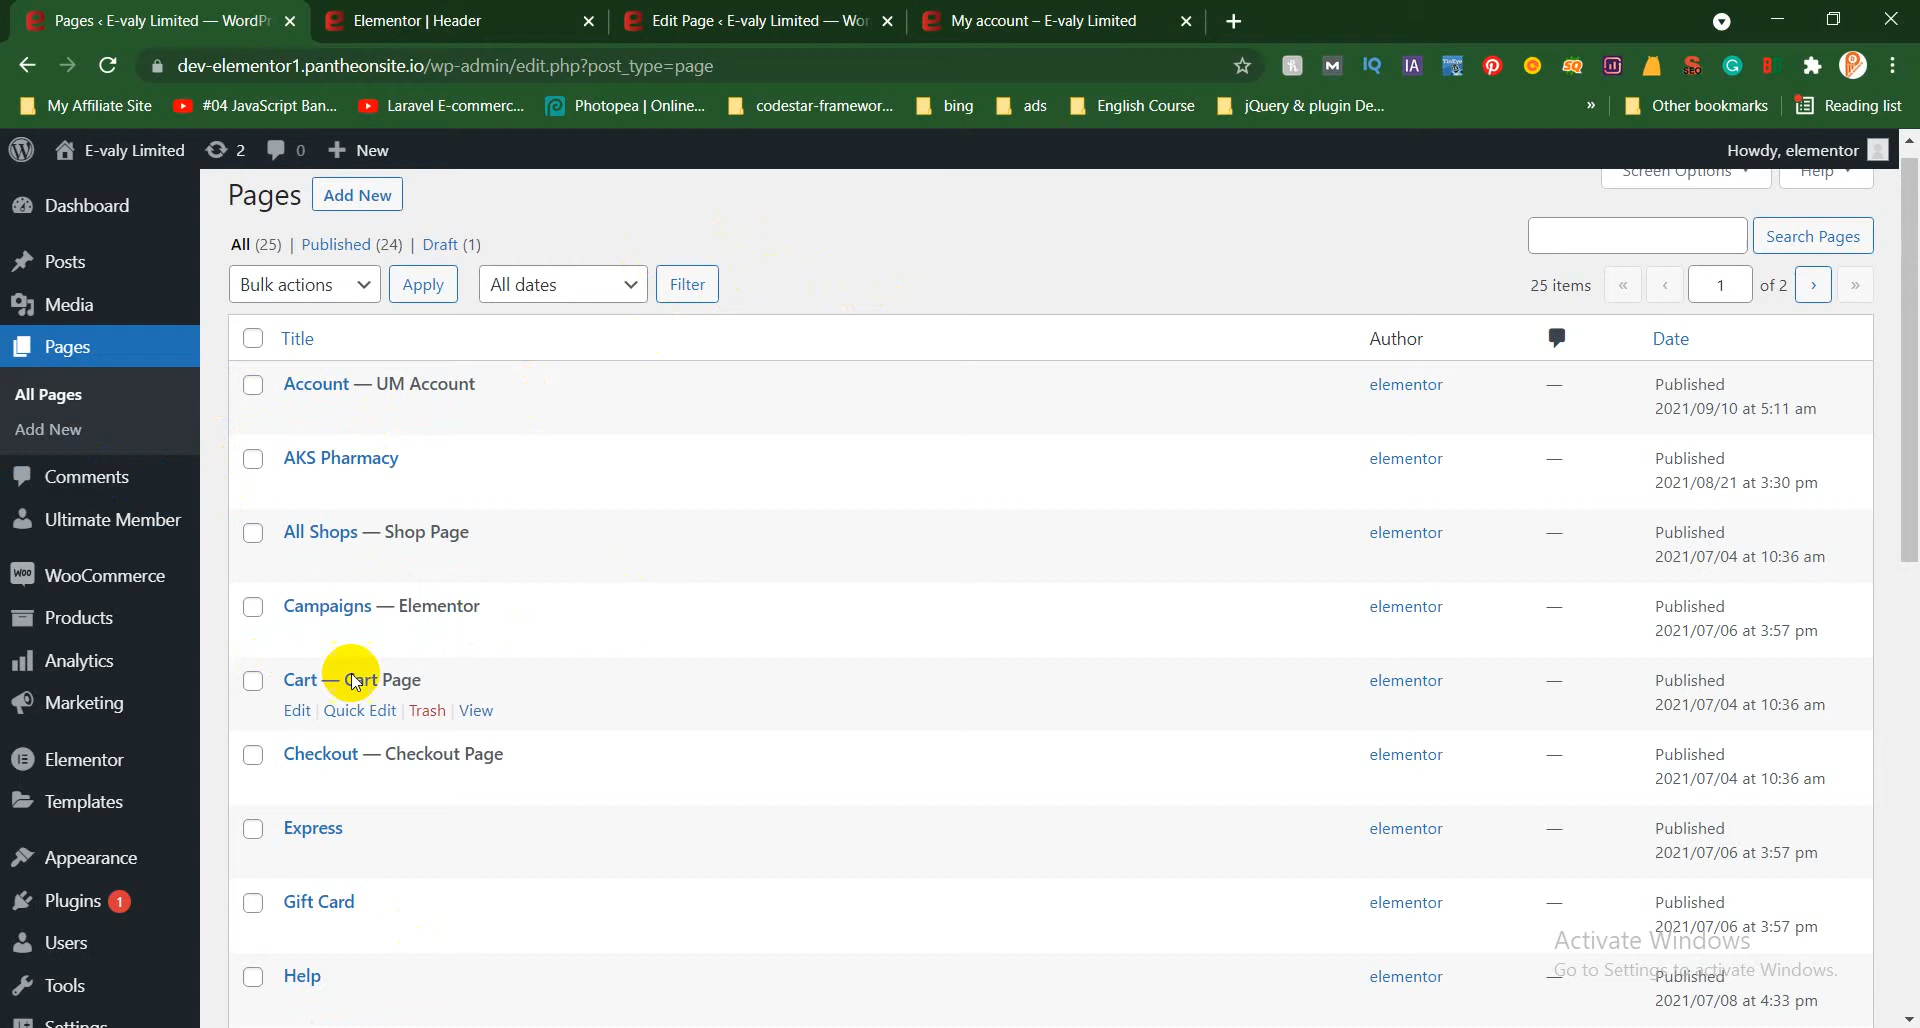 Pages ‹ E-valy Limited — WordPr
Elementor | Header
Edit Page ‹ E-valy Limited — Wor
My account – E-valy Limited
dev-elementor1.pantheonsite.io/wp-admin/edit.php?post_type=page
My Affiliate Site
#04 JavaScript Ban...
Laravel E-commerc...
Photopea | Online...
codestar-framewor...
bing
ads
English Course
jQuery & plugin De...
»
Other bookmarks
Reading list
E-valy Limited
2
0
New
Howdy, elementor
Dashboard
Posts
Media
Pages
All Pages
Add New
Comments
Ultimate Member
WooCommerce
Products
Analytics
Marketing
Elementor
Templates
Appearance
Plugins 1
Users
Tools
Settings
Pages Add New
Screen Options
Help
All (25) | Published (24) | Draft (1)
Search Pages
Bulk actions Apply All dates Filter
25 items « ‹ 1 of 2 › »
Title Author Date
Account — UM Account elementor — Published
2021/09/10 at 5:11 am
AKS Pharmacy elementor — Published
2021/08/21 at 3:30 pm
All Shops — Shop Page elementor — Published
2021/07/04 at 10:36 am
Campaigns — Elementor elementor — Published
2021/07/06 at 3:57 pm
Cart — Cart Page elementor — Published
Edit | Quick Edit | Trash | View 2021/07/04 at 10:36 am
Checkout — Checkout Page elementor — Published
2021/07/04 at 10:36 am
Express elementor — Published
2021/07/06 at 3:57 pm
Gift Card elementor — Published
2021/07/06 at 3:57 pm
Activate Windows
Go to Settings to activate Windows.
Help elementor — Published
2021/07/08 at 4:33 pm